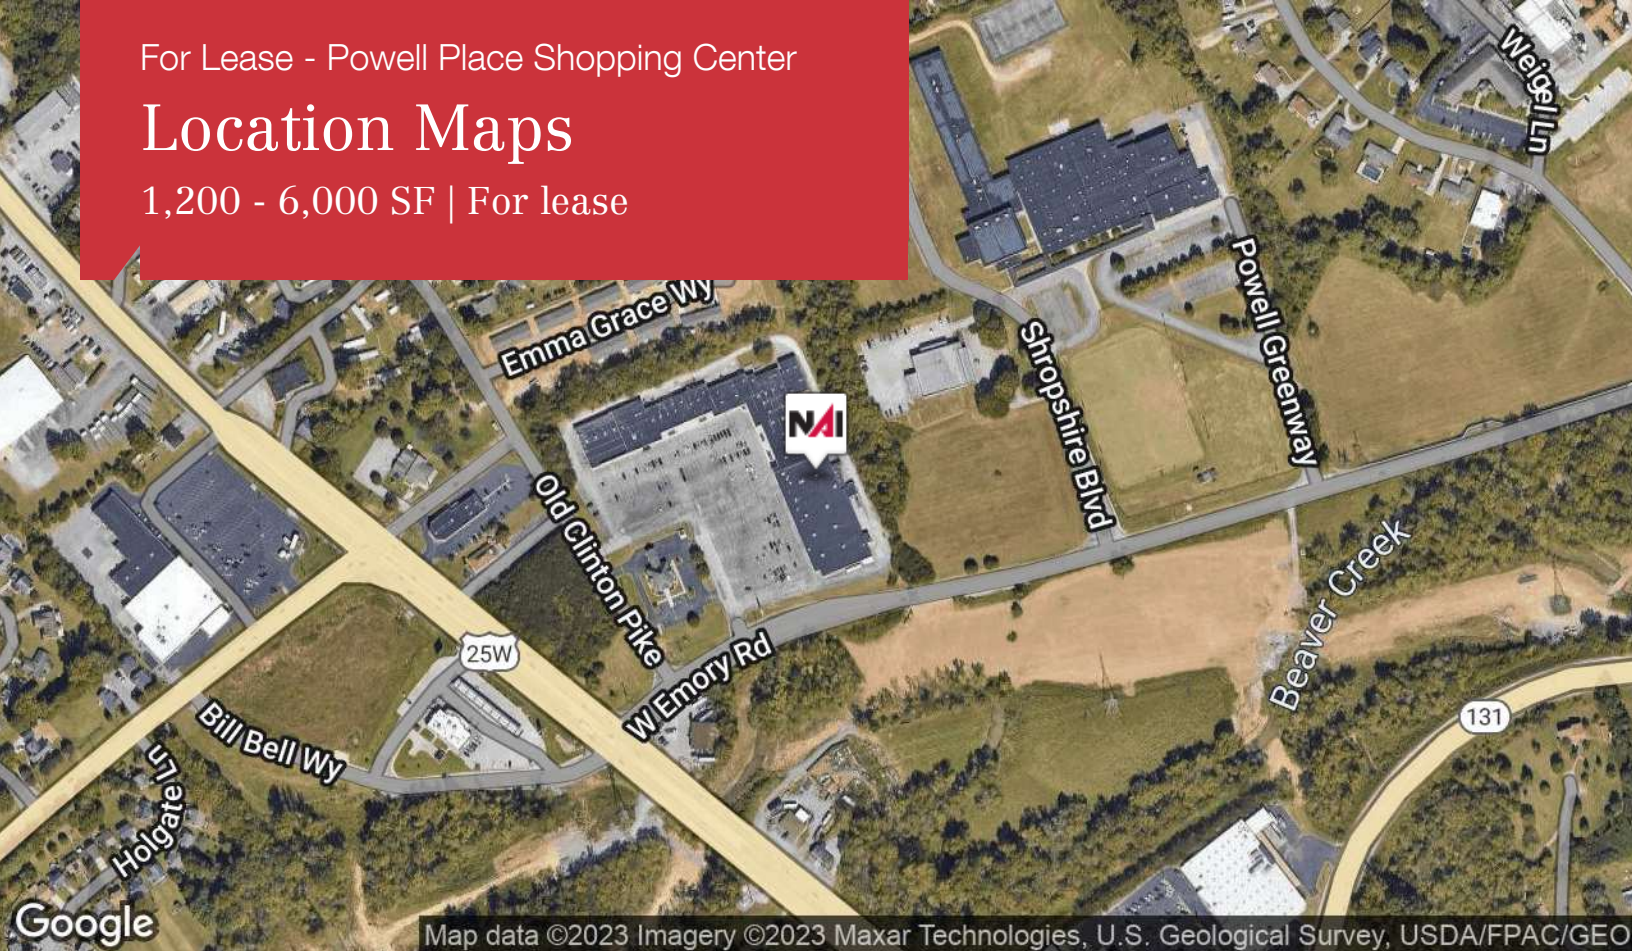 For Lease - Powell Place Shopping Center
Location Maps
1,200 - 6,000 SF | For lease
Weigel Ln
Emma Grace Wy
Powell Greenway
Shropshire Blvd
NAI
Old Clinton Pike
Beaver Creek
25W
W Emory Rd
131
Bill Bell Wy
Holgate Ln
Google
Map data ©2023 Imagery ©2023 Maxar Technologies, U.S. Geological Survey, USDA/FPAC/GEO